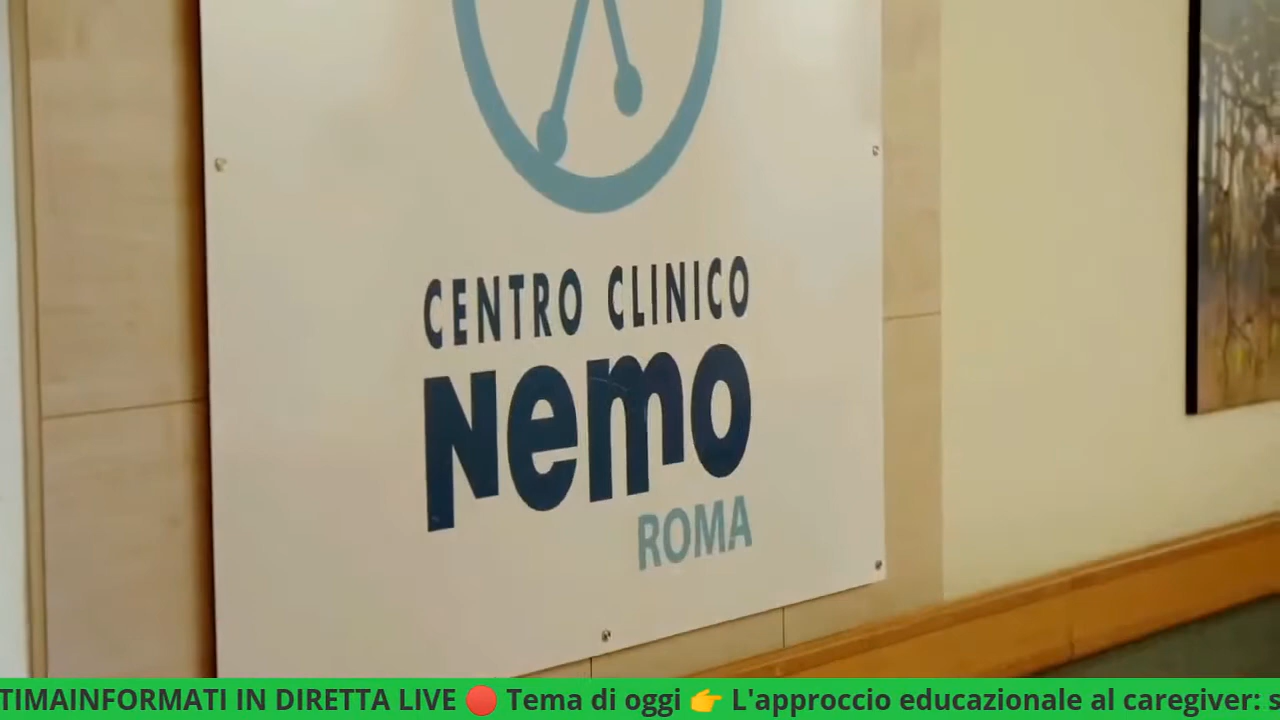 CENTRO CLINICO
Nemo
ROMA
TIMAINFORMATI IN DIRETTA LIVE 🔴 Tema di oggi 👉 L'approccio educazionale al caregiver: s